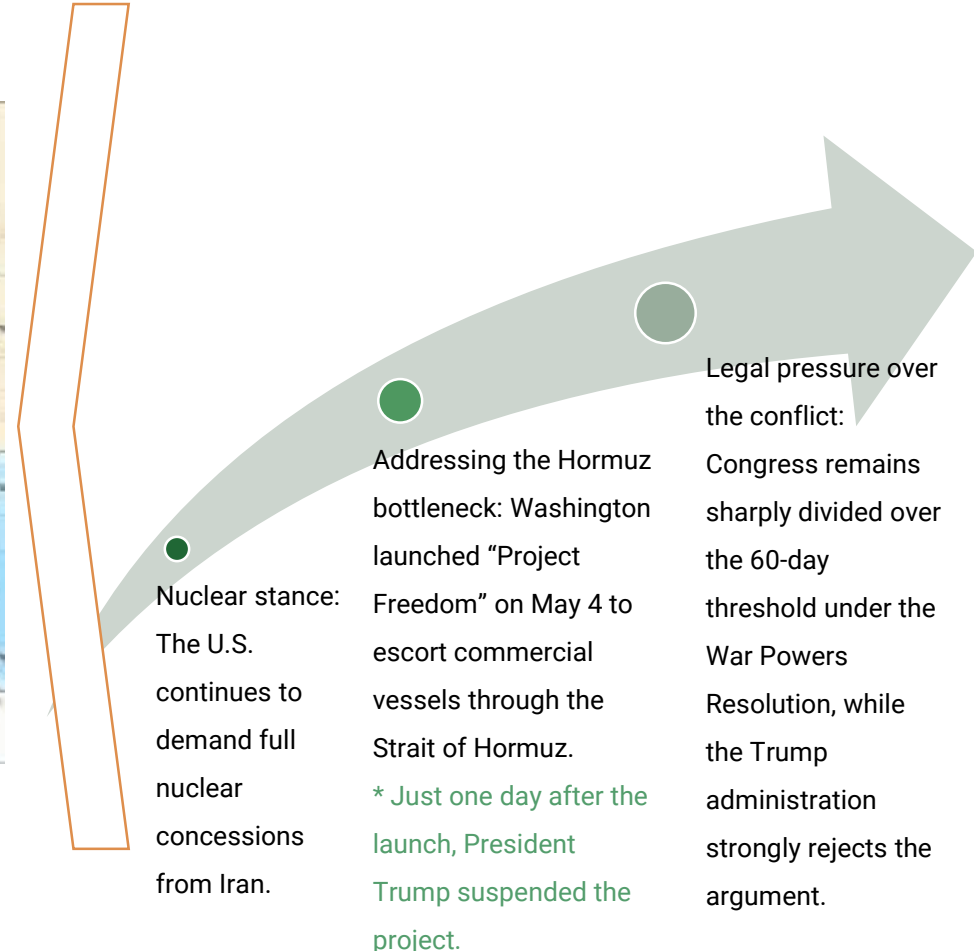 Nuclear stance:
The U.S.
continues to
demand full
nuclear
concessions
from Iran.
Addressing the Hormuz
bottleneck: Washington
launched “Project
Freedom” on May 4 to
escort commercial
vessels through the
Strait of Hormuz.
* Just one day after the
launch, President
Trump suspended the
project.
Legal pressure over
the conflict:
Congress remains
sharply divided over
the 60-day
threshold under the
War Powers
Resolution, while
the Trump
administration
strongly rejects the
argument.